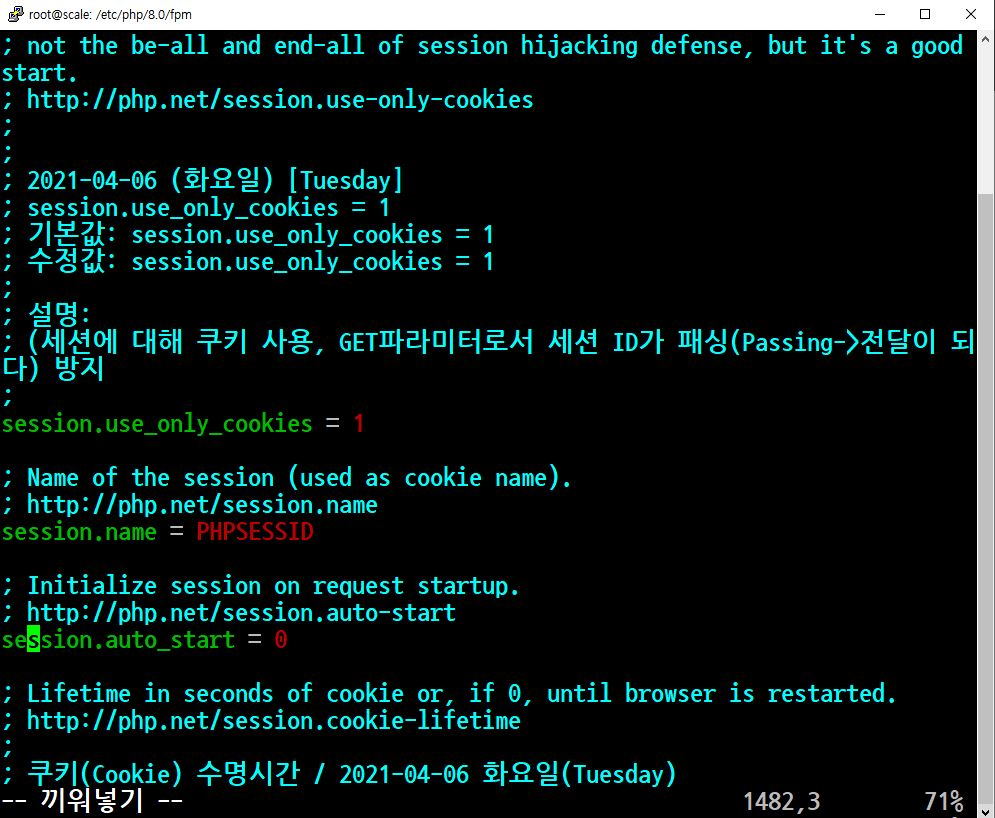 root@scale: /etc/php/8.0/fpm
; not the be-all and end-all of session hijacking defense, but it's a good
start.
; http://php.net/session.use-only-cookies
;
;
; 2021-04-06 (화요일) [Tuesday]
; session.use_only_cookies = 1
; 기본값: session.use_only_cookies = 1
; 수정값: session.use_only_cookies = 1
;
; 설명:
; (세션에 대해 쿠키 사용, GET파라미터로서 세션 ID가 패싱(Passing->전달이 되
다) 방지
;
session.use_only_cookies = 1
; Name of the session (used as cookie name).
; http://php.net/session.name
session.name = PHPSESSID
; Initialize session on request startup.
; http://php.net/session.auto-start
session.auto_start = 0
; Lifetime in seconds of cookie or, if 0, until browser is restarted.
; http://php.net/session.cookie-lifetime
;
; 쿠키(Cookie) 수명시간 / 2021-04-06 화요일(Tuesday)
-- 끼워넣기 -- 1482,3 71%